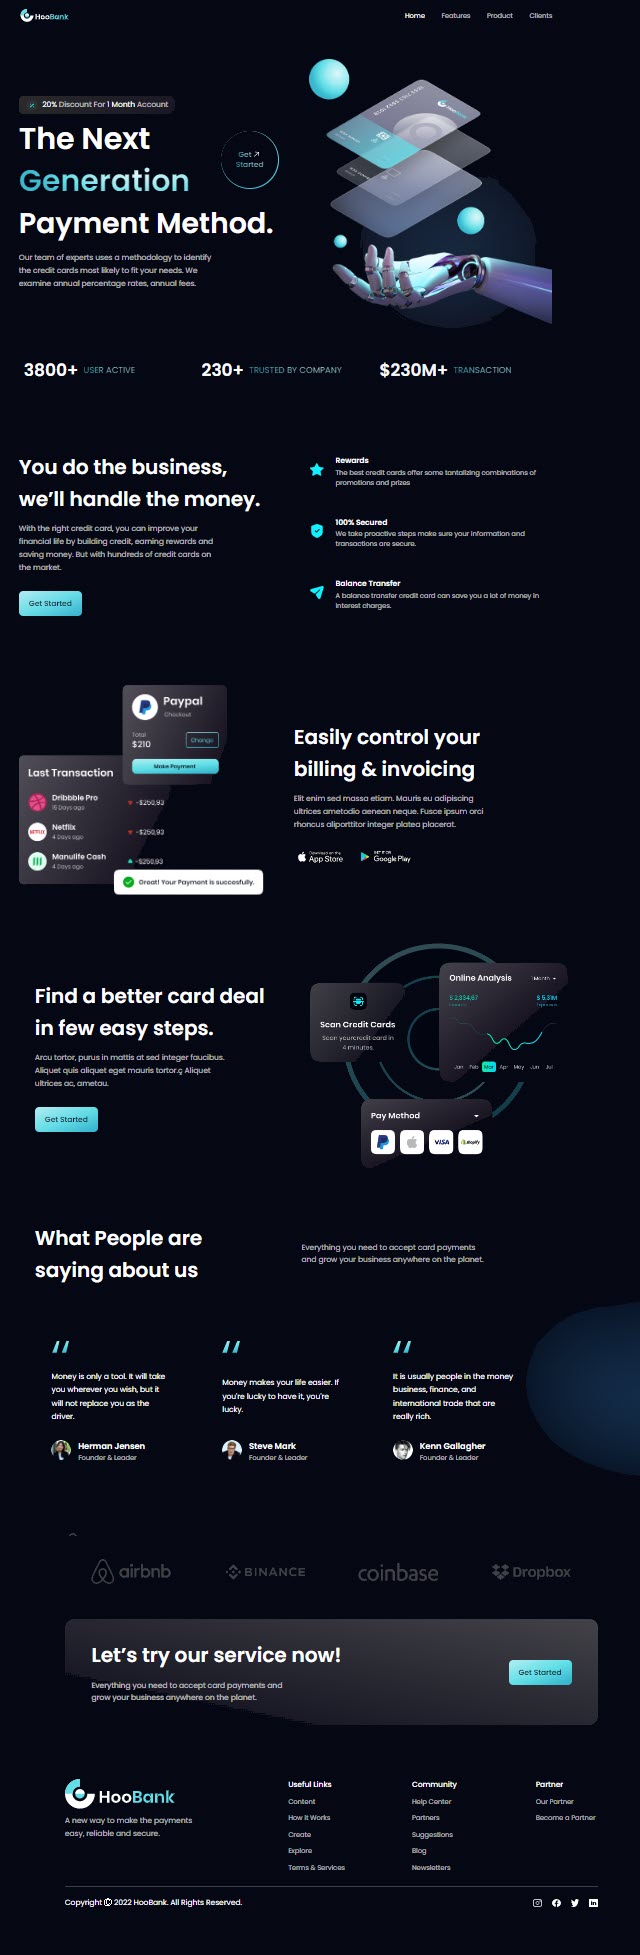 HooBank
Home Features Product Clients
20% Discount For 1 Month Account
The Next
Generation
Payment Method.
Get
Started
HooBank
Our team of experts uses a methodology to identify
the credit cards most likely to fit your needs. We
examine annual percentage rates, annual fees.
3800+ USER ACTIVE
230+ TRUSTED BY COMPANY
$230M+ TRANSACTION
You do the business,
we’ll handle the money.
With the right credit card, you can improve your
financial life by building credit, earning rewards and
saving money. But with hundreds of credit cards on
the market.
Get Started
Rewards
The best credit cards offer some tantalizing combinations of
promotions and prizes
100% Secured
We take proactive steps make sure your information and
transactions are secure.
Balance Transfer
A balance transfer credit card can save you a lot of money in
interest charges.
Paypal
Checkout
Total
$210
Change
Make Payment
Last Transaction
Dribbble Pro
15 Days ago
-$250,93
NETFLIX
Netflix
4 Days ago
-$250,93
Manulife Cash
4 Days ago
-$250,93
Great! Your Payment is succesfully.
Easily control your
billing & invoicing
Elit enim sed massa etiam. Mauris eu adipiscing
ultrices ametodio aenean neque. Fusce ipsum orci
rhoncus aliporttitor integer platea placerat.
Download on the
App Store
GET IT ON
Google Play
Find a better card deal
in few easy steps.
Arcu tortor, purus in mattis at sed integer faucibus.
Aliquet quis aliquet eget mauris tortor.ç Aliquet
ultrices ac, ametau.
Get Started
Scan Credit Cards
Scan yourcredit card in
4 minutes.
Online Analysis
1Month
$ 2,334.67
$ 5.31M
Jan Feb Mar Apr May Jun Jul
Pay Method
VISA
shopify
What People are
saying about us
Everything you need to accept card payments
and grow your business anywhere on the planet.
Money is only a tool. It will take
you wherever you wish, but it
will not replace you as the
driver.
Herman Jensen
Founder & Leader
Money makes your life easier. If
you're lucky to have it, you're
lucky.
Steve Mark
Founder & Leader
It is usually people in the money
business, finance, and
international trade that are
really rich.
Kenn Gallagher
Founder & Leader
airbnb
BINANCE
coinbase
Dropbox
Let’s try our service now!
Everything you need to accept card payments and
grow your business anywhere on the planet.
Get Started
HooBank
A new way to make the payments
easy, reliable and secure.
Useful Links
Content
How it Works
Create
Explore
Terms & Services
Community
Help Center
Partners
Suggestions
Blog
Newsletters
Partner
Our Partner
Become a Partner
Copyright © 2022 HooBank. All Rights Reserved.